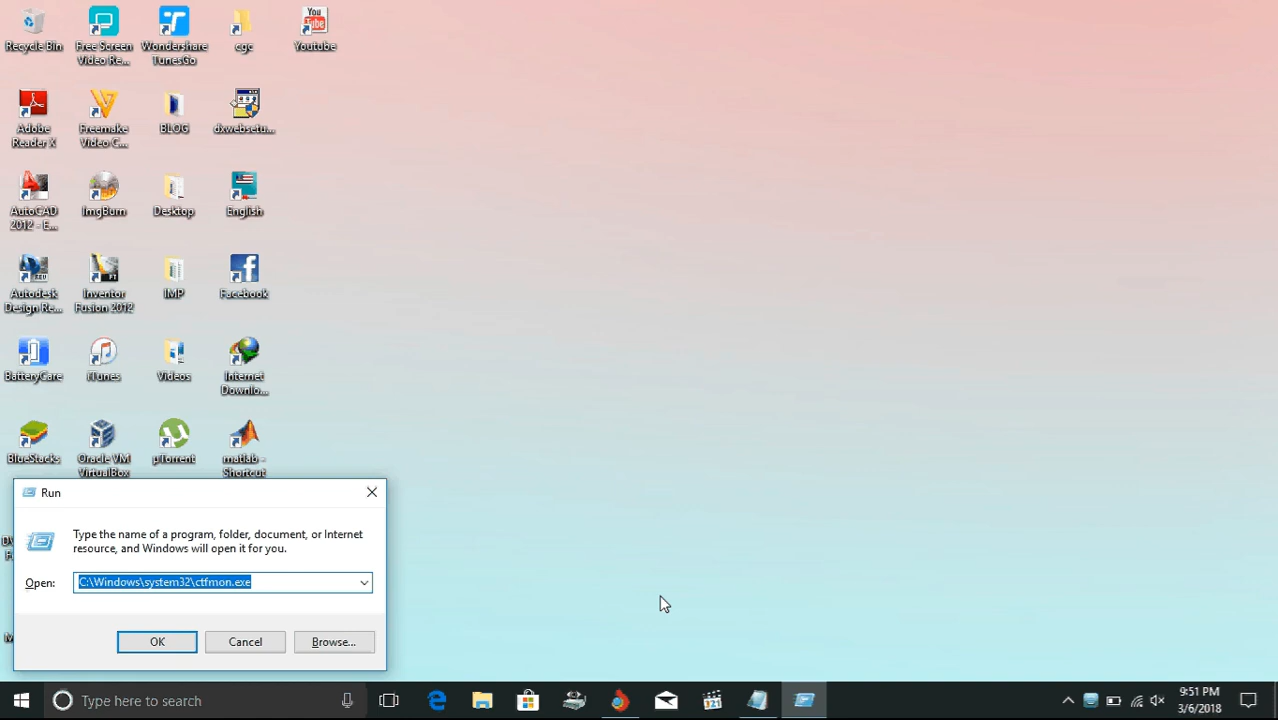 Recycle Bin
Free Screen
Video Re...
Wondershare
TunesGo
cgc
You
Tube
Youtube
Adobe
Reader X
Freemake
Video C...
BLOG
dxwebsetu...
AutoCAD
2012 - E...
ImgBurn
Desktop
English
Autodesk
Design Re...
Inventor
Fusion 2012
IMP
Facebook
BatteryCare
iTunes
Videos
Internet
Downlo...
BlueStacks
Oracle VM
VirtualBox
µTorrent
matlab -
Shortcut
Run
Type the name of a program, folder, document, or Internet
resource, and Windows will open it for you.
Open:
C:\Windows\system32\ctfmon.exe
OK
Cancel
Browse...
Type here to search
9:51 PM
3/6/2018